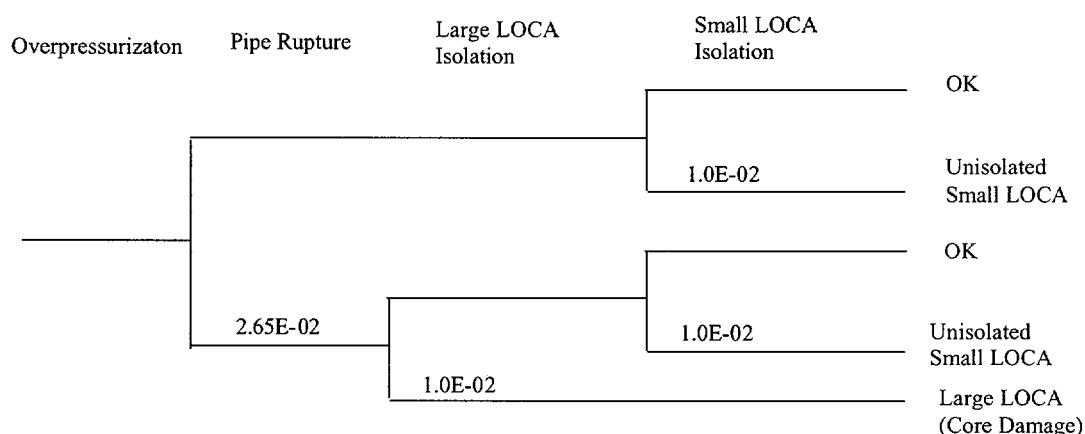 Overpressurizaton
Pipe Rupture
Large LOCA
Isolation
Small LOCA
Isolation
OK
1.0E-02
Unisolated
Small LOCA
OK
2.65E-02
1.0E-02
Unisolated
Small LOCA
1.0E-02
Large LOCA
(Core Damage)